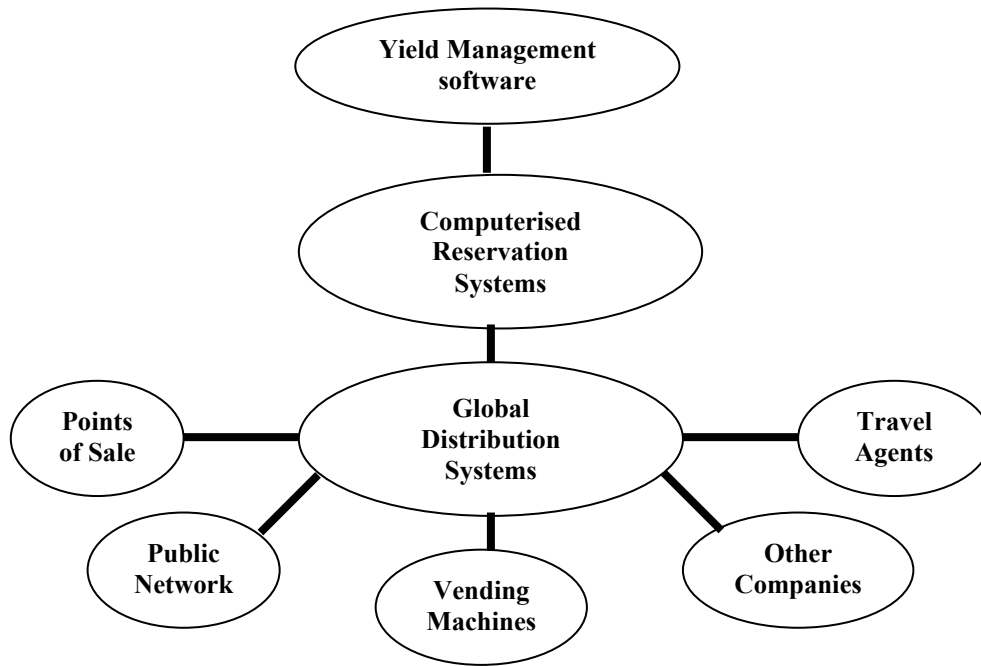 Yield Management
software
Computerised
Reservation
Systems
Global
Distribution
Systems
Points
of Sale
Travel
Agents
Public
Network
Vending
Machines
Other
Companies